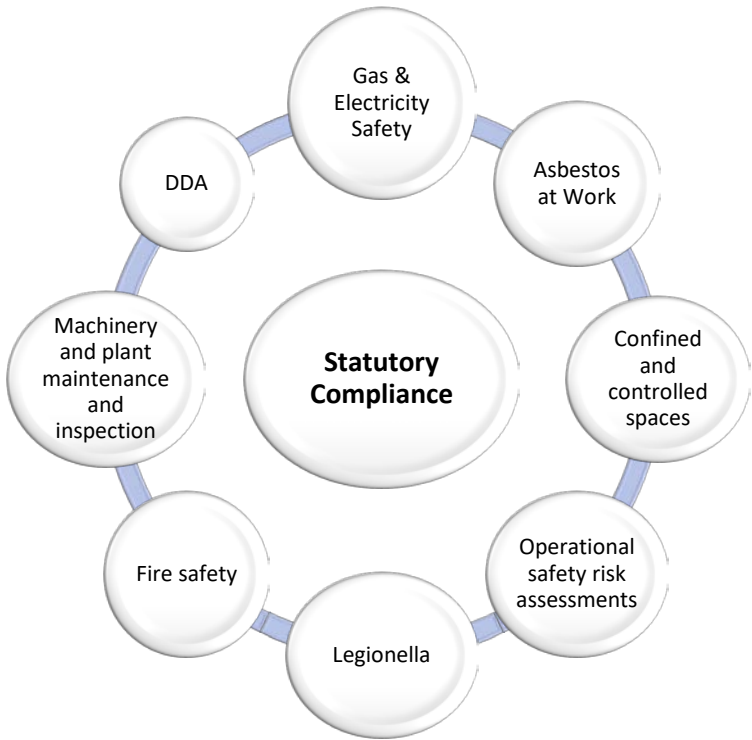 Gas &
Electricity
Safety
Asbestos
at Work
Confined
and
controlled
spaces
Operational
safety risk
assessments
Legionella
Fire safety
Machinery
and plant
maintenance
and
inspection
DDA
Statutory
Compliance